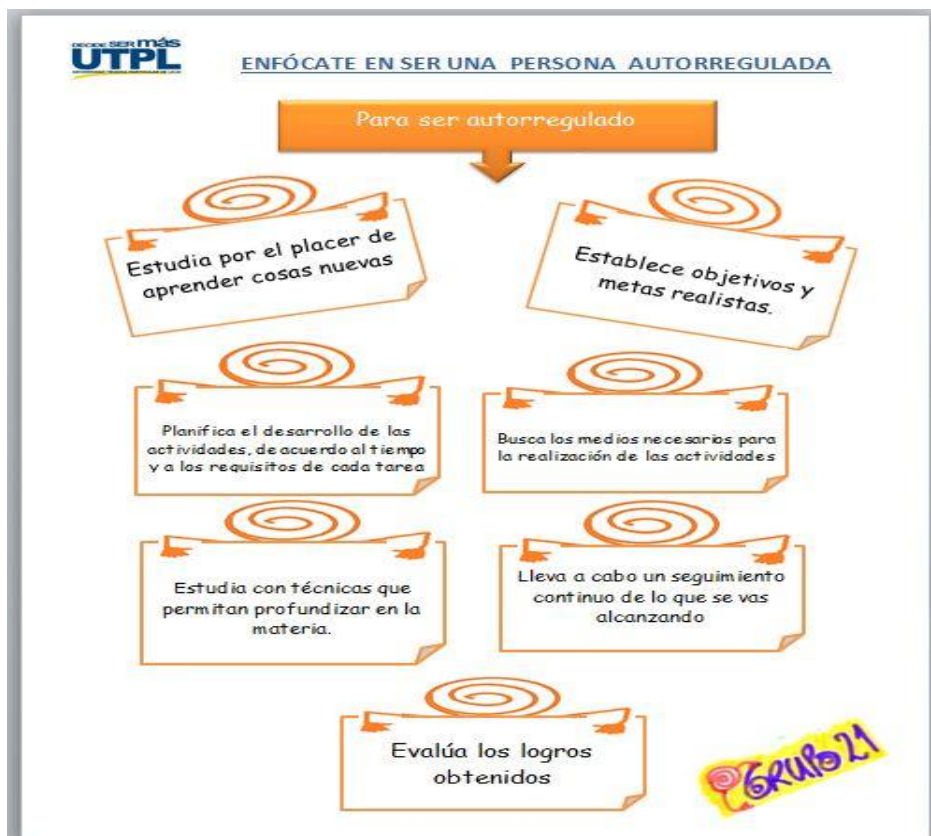 DECIDE SER más
UTPL
ENFÓCATE EN SER UNA PERSONA AUTORREGULADA
Para ser autorregulado
Estudia por el placer de
aprender cosas nuevas
Establece objetivos y
metas realistas.
Planifica el desarrollo de las
actividades, de acuerdo al tiempo
y a los requisitos de cada tarea
Busca los medios necesarios para
la realización de las actividades
Estudia con técnicas que
permitan profundizar en la
materia.
Lleva a cabo un seguimiento
continuo de lo que se vas
alcanzando
Evalúa los logros
obtenidos
GRUPO 21